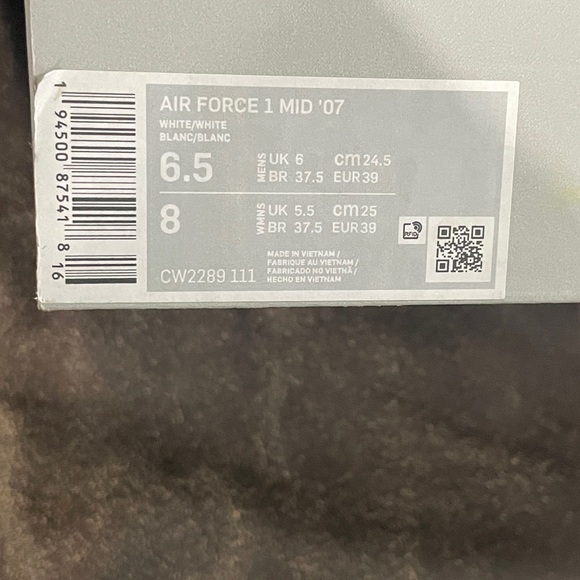 1 94500 87541 8 16
AIR FORCE 1 MID '07
WHITE/WHITE
BLANC/BLANC
6.5 MENS UK 6 cm 24.5
BR 37.5 EUR 39
8 WMNS UK 5.5 cm 25
BR 37.5 EUR 39
RFID
MADE IN VIETNAM /
FABRIQUE AU VIETNAM /
FABRICADO NO VIETNÃ /
HECHO EN VIETNAM
CW2289 111